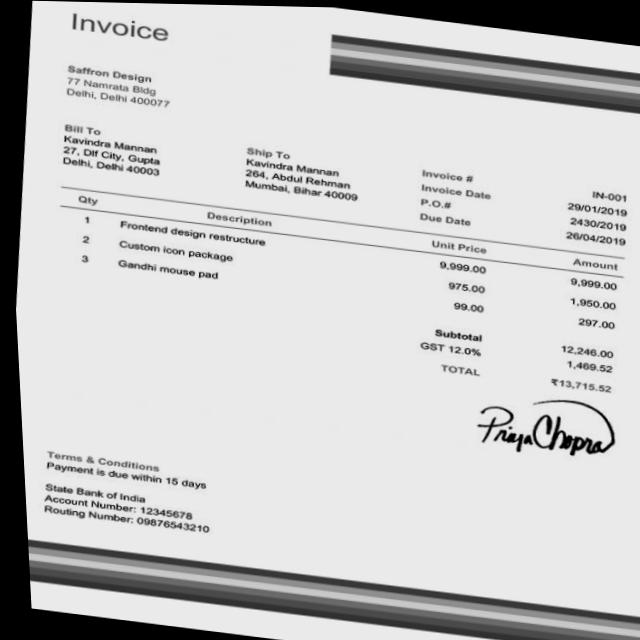 Invoice
Saffron Design
77 Namrata Bldg
Delhi, Delhi 400077
Bill To
Kavindra Mannan
27, Dlf City, Gupta
Delhi, Delhi 40003
Ship To
Kavindra Mannan
264, Abdul Rehman
Mumbai, Bihar 40009
Invoice # IN-001
Invoice Date 29/01/2019
P.O.# 2430/2019
Due Date 26/04/2019
Qty Description Unit Price Amount
1 Frontend design restructure 9,999.00 9,999.00
2 Custom icon package 975.00 1,950.00
3 Gandhi mouse pad 99.00 297.00
Subtotal 12,246.00
GST 12.0% 1,469.52
TOTAL ₹13,715.52
Priya Chopra
Terms & Conditions
Payment is due within 15 days
State Bank of India
Account Number: 12345678
Routing Number: 09876543210